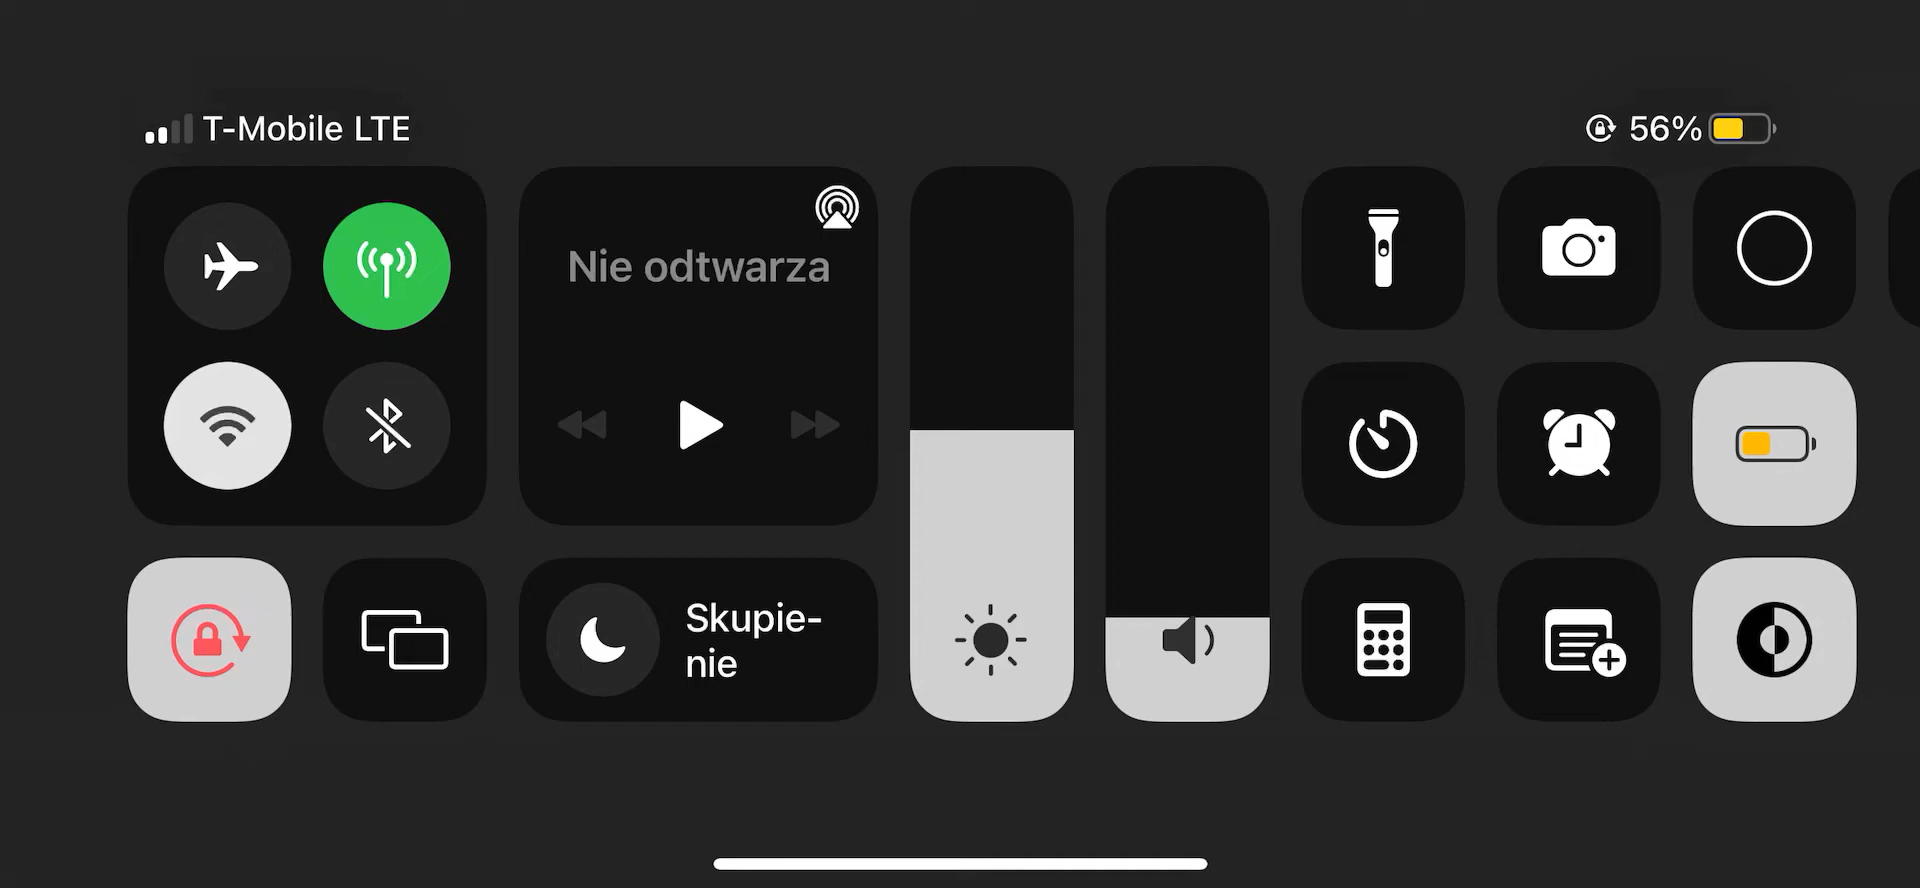 T-Mobile LTE
56%
Nie odtwarza
Skupie-
nie